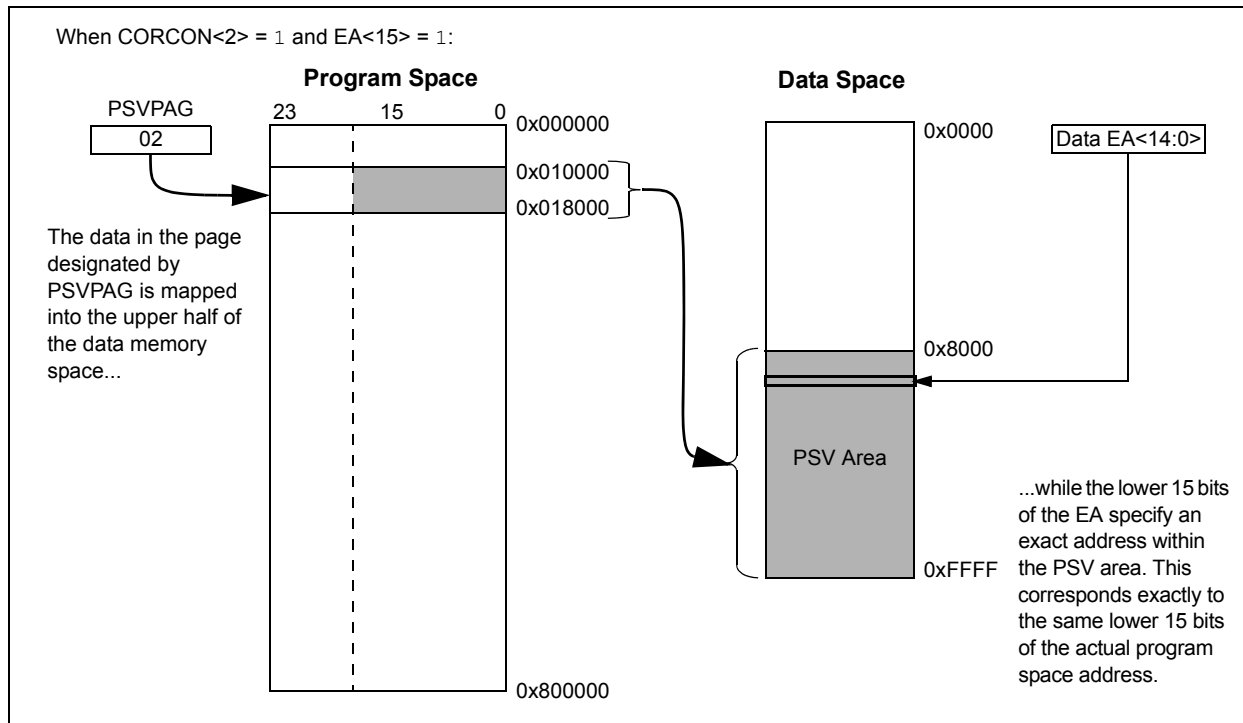 When CORCON<2> = 1 and EA<15> = 1:
Program Space
Data Space
PSVPAG
23 15 0
02
0x000000
0x010000
0x018000
0x800000
The data in the page
designated by
PSVPAG is mapped
into the upper half of
the data memory
space...
0x0000
Data EA<14:0>
0x8000
PSV Area
0xFFFF
...while the lower 15 bits
of the EA specify an
exact address within
the PSV area. This
corresponds exactly to
the same lower 15 bits
of the actual program
space address.